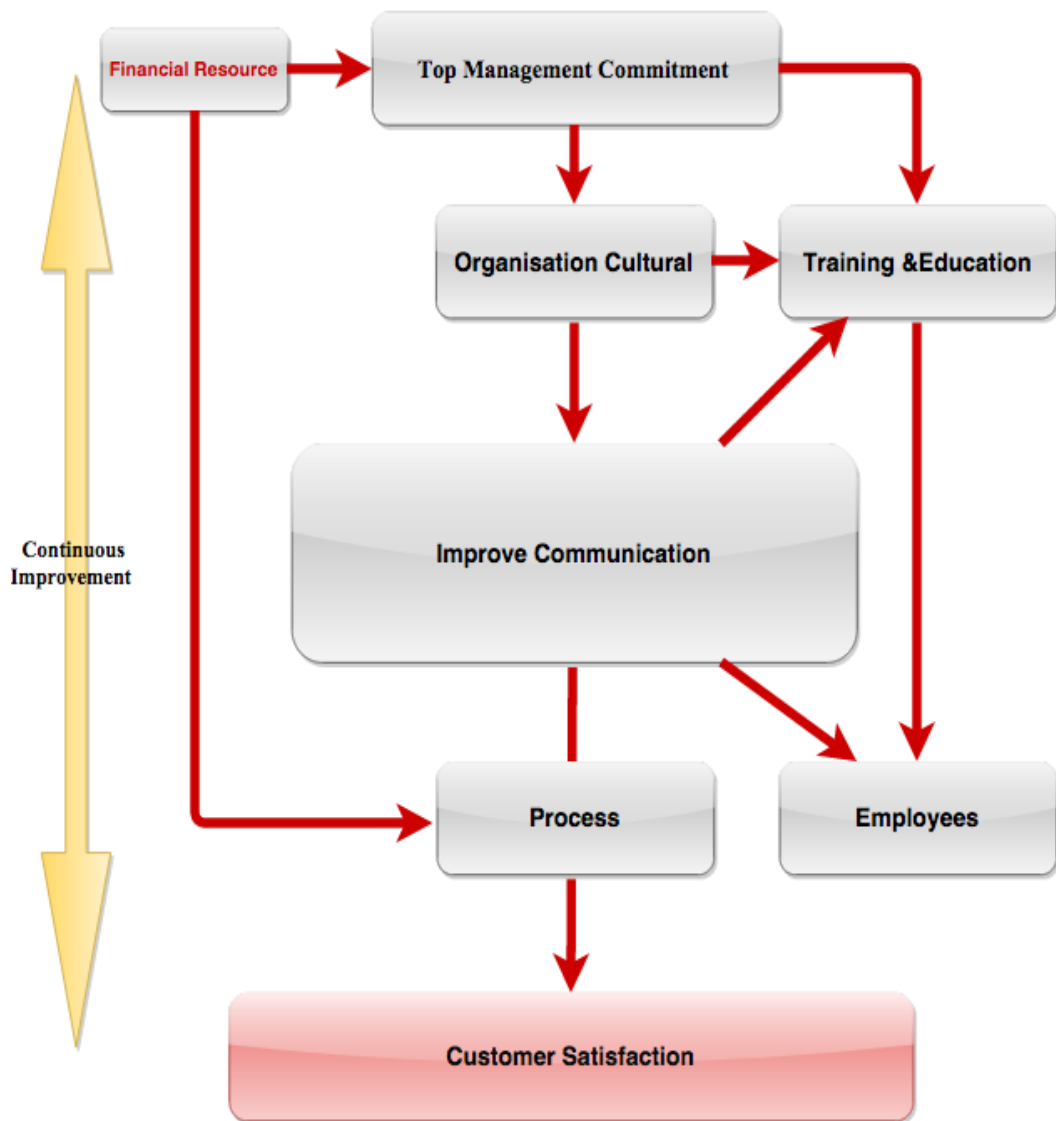 Financial Resource
Top Management Commitment
Organisation Cultural
Training &Education
Continuous
Improvement
Improve Communication
Process
Employees
Customer Satisfaction